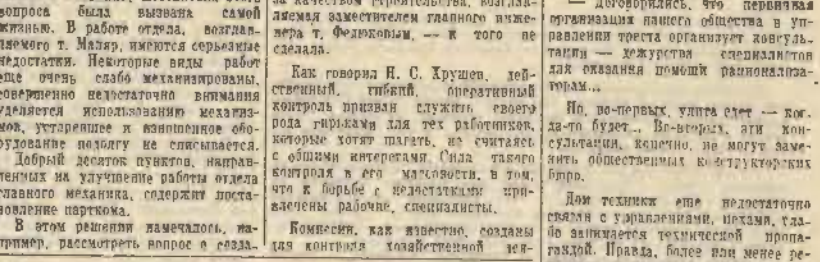 вопроса была вызвана самой
жизнью. В работе отдела, возглав-
ляемого т. Маляр, имеются серьезные
недостатки. Некоторые виды работ
еще очень слабо механизированы,
совершенно недостаточно внимания
уделяется использованию механиз-
мов, устаревшее и изношенное обо-
рудование подолгу не списывается.
Добрый десяток пунктов, направ-
ленных на улучшение работы отдела
главного механика, содержит поста-
новление парткома.
В этом решении намечалось, на-
пример, рассмотреть вопрос о созда-
за качеством строительства, возглав-
ляемая заместителем главного инже-
нера т. Федюковым, — и того не
сделала.
Как говорил Н. С. Хрущев, дей-
ственный, гибкий, оперативный
контроль призван служить своего
рода гирьками для тех работников,
которые хотят шагать, не считаясь
с общими интересами. Сила такого
контроля в его массовости, в том,
что к борьбе с недостатками при-
влечены рабочие, специалисты.
Комиссии, как известно, созданы
для контроля хозяйственной дея-
— Договорились, что первичная
организация нашего общества в уп-
равлении треста организует консуль-
тации — дежурства специалистов
для оказания помощи рационализа-
торам...
Но, во-первых, улита едет — ког-
да-то будет... Во-вторых, эти кон-
сультации, конечно, не могут заме-
нить общественных конструкторских
бюро.
Дом техники еще недостаточно
связан с управлениями, цехами, сла-
бо занимается технической пропа-
гандой. Правда, более или менее ре-